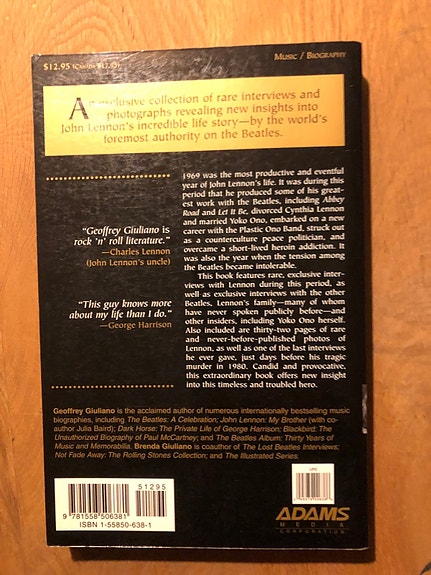 $12.95 (CANADA $17.95)
MUSIC / BIOGRAPHY
An exclusive collection of rare interviews and
photographs revealing new insights into
John Lennon's incredible life story—by the world's
foremost authority on the Beatles.
"Geoffrey Giuliano is
rock 'n' roll literature."
—Charles Lennon
(John Lennon's uncle)
"This guy knows more
about my life than I do."
—George Harrison
1969 was the most productive and eventful
year of John Lennon's life. It was during this
period that he produced some of his great-
est work with the Beatles, including Abbey
Road and Let It Be, divorced Cynthia Lennon
and married Yoko Ono, embarked on a new
career with the Plastic Ono Band, struck out
as a counterculture peace politician, and
overcame a short-lived heroin addiction. It
was also the year when the tension among
the Beatles became intolerable.
This book features rare, exclusive inter-
views with Lennon during this period, as
well as exclusive interviews with the other
Beatles, Lennon's family—many of whom
have never spoken publicly before—and
other insiders, including Yoko Ono herself.
Also included are thirty-two pages of rare
and never-before-published photos of
Lennon, as well as one of the last interviews
he ever gave, just days before his tragic
murder in 1980. Candid and provocative,
this extraordinary book offers new insight
into this timeless and troubled hero.
Geoffrey Giuliano is the acclaimed author of numerous internationally bestselling music
biographies, including The Beatles: A Celebration; John Lennon: My Brother (with co-
author Julia Baird); Dark Horse: The Private Life of George Harrison; Blackbird: The
Unauthorized Biography of Paul McCartney; and The Beatles Album: Thirty Years of
Music and Memorabilia. Brenda Giuliano is coauthor of The Lost Beatles Interviews;
Not Fade Away: The Rolling Stones Collection; and The Illustrated Series.
51295
9 781558 506381
ISBN 1-55850-638-1
UPC
ADAMS
MEDIA
CORPORATION